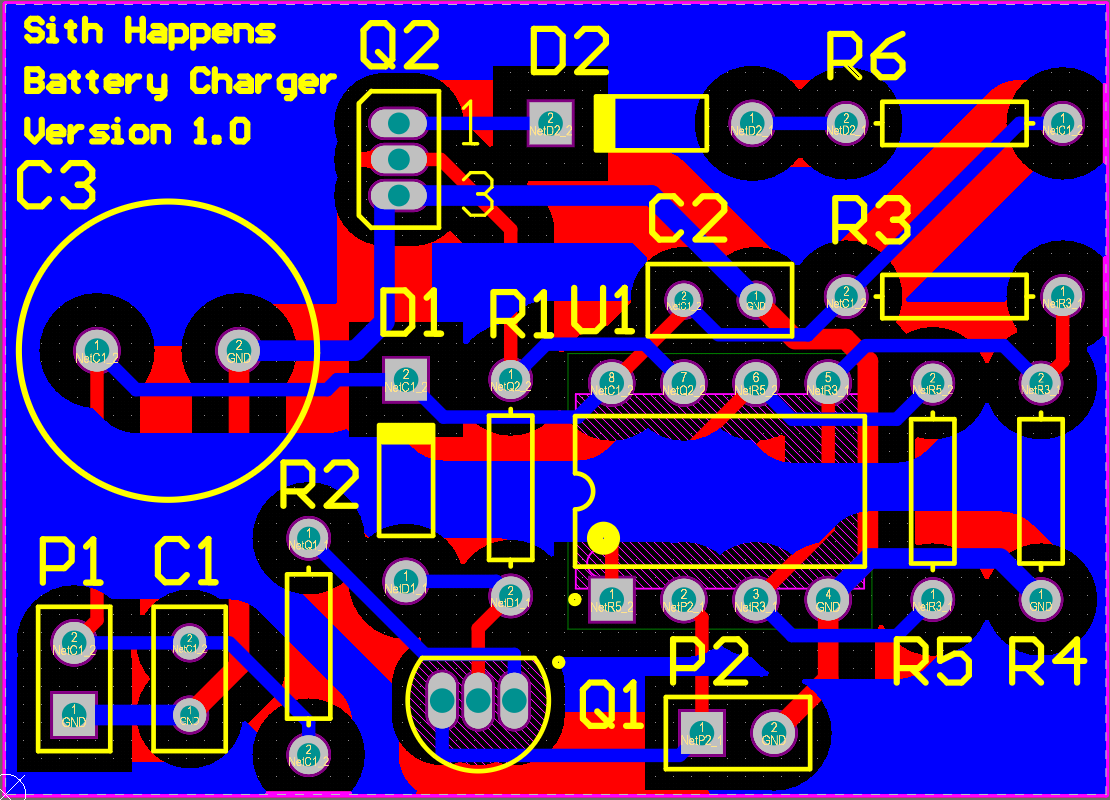 Sith Happens
Battery Charger
Version 1.0
Q2
D2
R6
1
3
2
NetD2_2
1
NetD2_1
2
NetD2_1
1
NetC1_2
C3
C2
R3
2
NetC1_2
1
GND
2
NetC1_2
1
NetR3_1
D1
R1
U1
1
NetC1_2
2
GND
2
NetC1_2
1
NetQ2_2
8
NetC1_2
7
NetQ2_2
6
NetR5_2
5
NetR3_1
2
NetR5_2
2
NetR3_1
R2
1
NetQ1_1
P1
C1
1
NetD1_1
2
NetD1_1
1
NetR5_2
2
NetP2_1
3
NetR3_1
4
GND
1
NetR3_1
1
GND
2
NetC1_2
2
NetC1_2
1
GND
2
GND
2
NetC1_2
Q1
P2
R5
R4
1
NetP2_1
2
GND